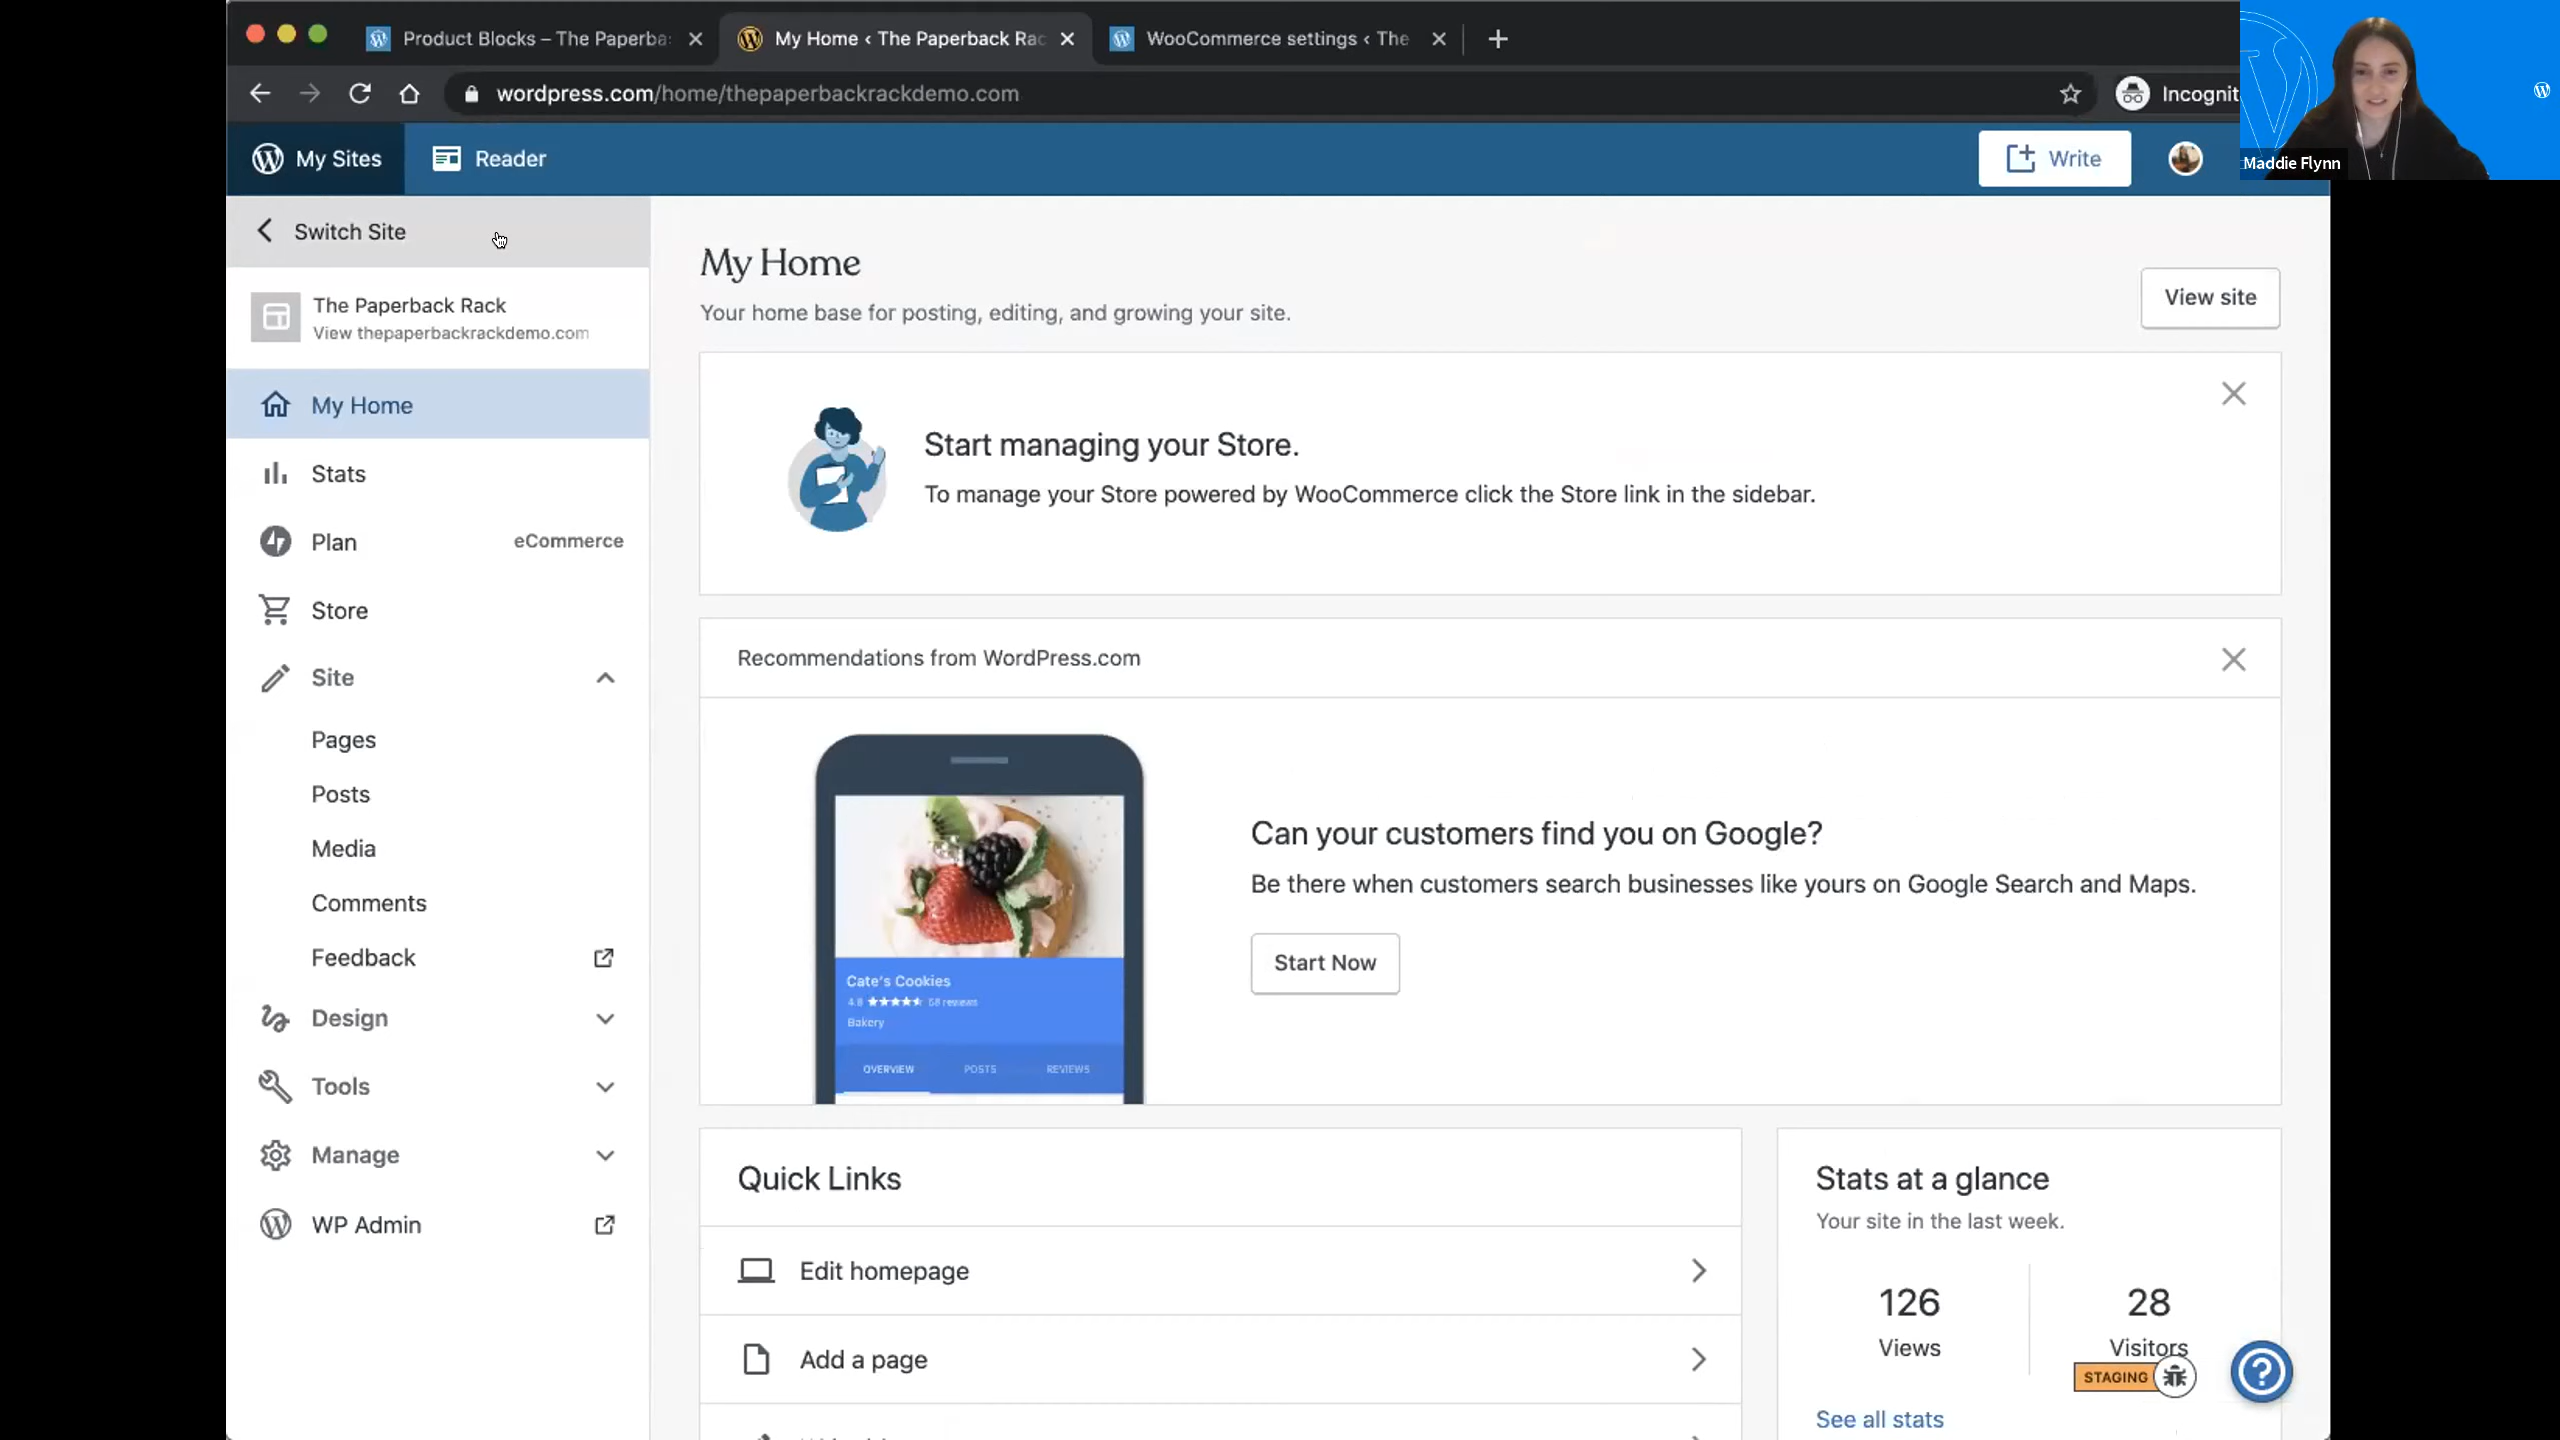 Product Blocks – The Paperba
My Home ‹ The Paperback Rac
WooCommerce settings ‹ The
wordpress.com/home/thepaperbackrackdemo.com
Incognit
Maddie Flynn
My Sites
Reader
Write
Switch Site
The Paperback Rack
View thepaperbackrackdemo.com
My Home
Stats
Plan
eCommerce
Store
Site
Pages
Posts
Media
Comments
Feedback
Design
Tools
Manage
WP Admin
My Home
Your home base for posting, editing, and growing your site.
View site
Start managing your Store.
To manage your Store powered by WooCommerce click the Store link in the sidebar.
Recommendations from WordPress.com
Cate's Cookies
4.8 ★★★★★ 58 reviews
Bakery
OVERVIEW POSTS REVIEWS
Can your customers find you on Google?
Be there when customers search businesses like yours on Google Search and Maps.
Start Now
Quick Links
Edit homepage
Add a page
Stats at a glance
Your site in the last week.
126
Views
28
Visitors
STAGING
See all stats